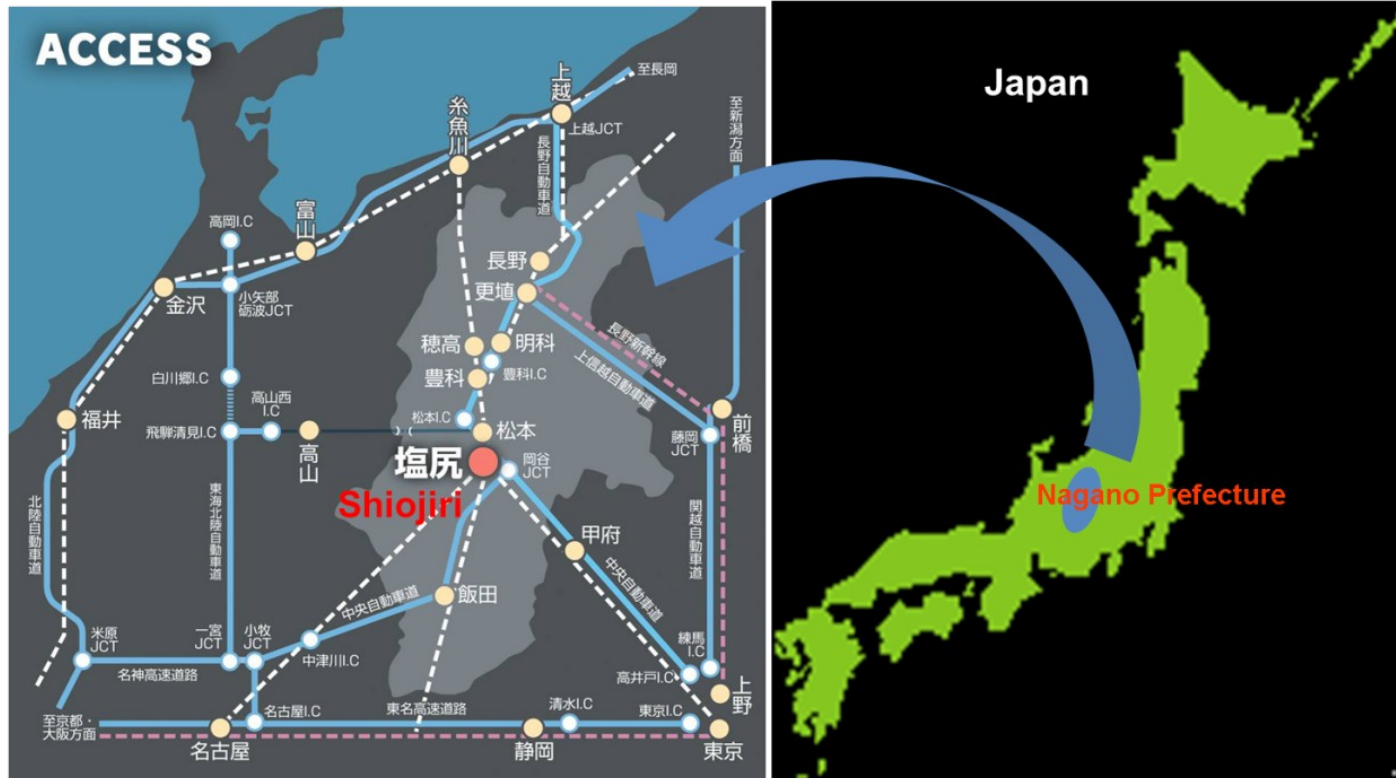 ACCESS
至長岡
上越
上越JCT
糸魚川
長野自動車道
至新潟方面
高岡I.C
富山
金沢
小矢部
砺波JCT
長野
更埴
長野新幹線
上信越自動車道
穂高
明科
豊科
豊科I.C
白川郷I.C
高山西
I.C
福井
飛騨清見I.C
高山
松本I.C
松本
前橋
藤岡
JCT
塩尻
岡谷
JCT
Shiojiri
北陸自動車道
東海北陸自動車道
関越自動車道
甲府
中央自動車道
飯田
中央自動車道
米原
JCT
一宮
JCT
小牧
JCT
中津川I.C
練馬
I.C
高井戸I.C
名神高速道路
上野
至京都・
大阪方面
名古屋I.C
東名高速道路
清水I.C
東京I.C
名古屋
静岡
東京
Japan
Nagano Prefecture